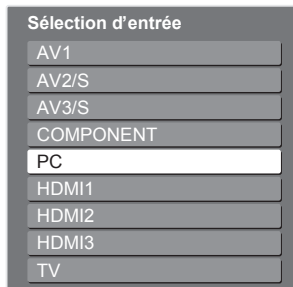 Sélection d’entrée
AV1
AV2/S
AV3/S
COMPONENT
PC
HDMI1
HDMI2
HDMI3
TV